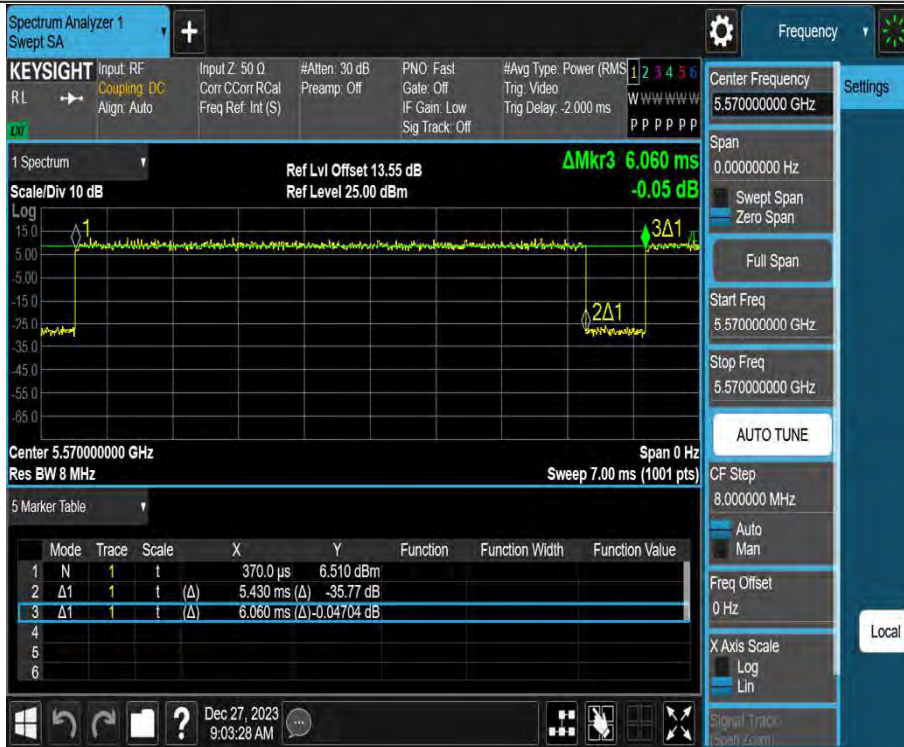 Spectrum Analyzer 1
Swept SA
+
Frequency
KEYSIGHT Input: RF Input Z: 50 Ω #Atten: 30 dB PNO: Fast #Avg Type: Power (RMS 1 2 3 4 5 6
RL Coupling: DC Corr CCorr RCal Preamp: Off Gate: Off Trig: Video W W W W W W
Align: Auto Freq Ref: Int (S) IF Gain: Low Trig Delay: -2.000 ms
Sig Track: Off P P P P P P
LXI
1 Spectrum
Ref Lvl Offset 13.55 dB
ΔMkr3 6.060 ms
Scale/Div 10 dB
Ref Level 25.00 dBm
-0.05 dB
Log
15.0
5.00
-5.00
-15.0
-25.0
-35.0
-45.0
-55.0
-65.0
1
2Δ1
3Δ1
Center 5.570000000 GHz
Span 0 Hz
Res BW 8 MHz
Sweep 7.00 ms (1001 pts)
5 Marker Table
Mode Trace Scale X Y Function Function Width Function Value
1 N 1 t 370.0 µs 6.510 dBm
2 Δ1 1 t (Δ) 5.430 ms (Δ) -35.77 dB
3 Δ1 1 t (Δ) 6.060 ms (Δ) -0.04704 dB
4
5
6
?
Dec 27, 2023
9:03:28 AM
Center Frequency
5.570000000 GHz
Span
0.00000000 Hz
Swept Span
Zero Span
Full Span
Start Freq
5.570000000 GHz
Stop Freq
5.570000000 GHz
AUTO TUNE
CF Step
8.000000 MHz
Auto
Man
Freq Offset
0 Hz
X Axis Scale
Log
Lin
Signal Track
(Span Zoom)
Settings
Local